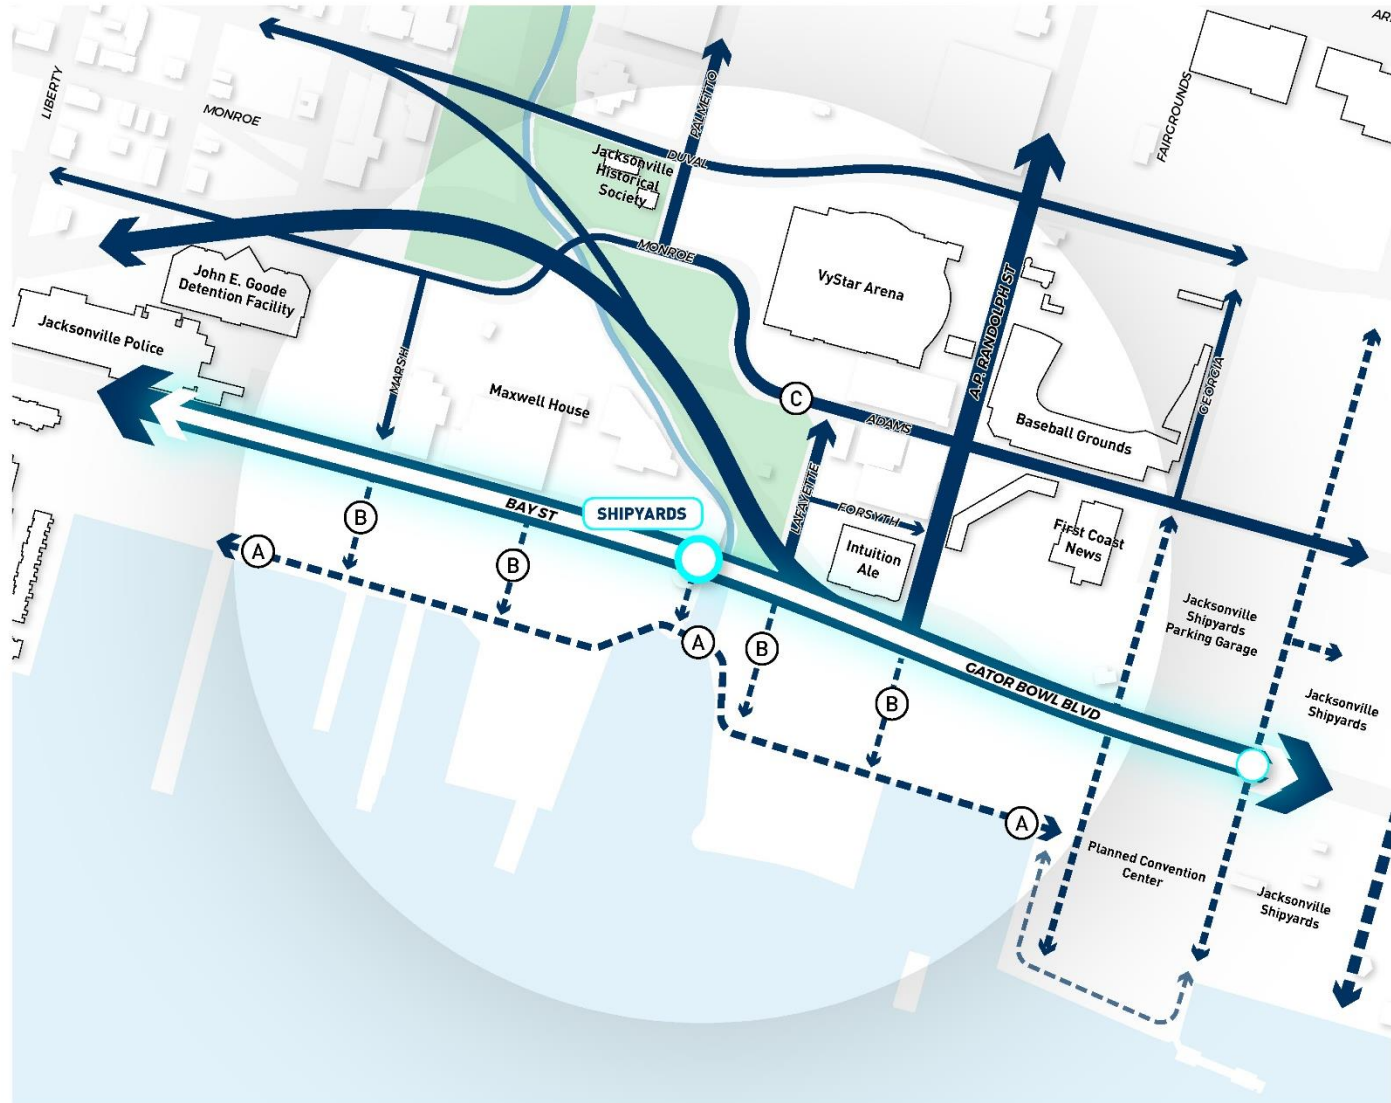 AR
LIBERTY
MONROE
PALMETTO
FAIRGROUNDS
DUVAL
Jacksonville
Historical
Society
MONROE
John E. Goode
Detention Facility
VyStar Arena
A.P. RANDOLPH ST
Jacksonville Police
MARSH
Maxwell House
C
ADAMS
Baseball Grounds
GEORGIA
BAY ST
SHIPYARDS
LAFAYETTE
FORSYTH
B
First Coast
News
A
B
Intuition
Ale
Jacksonville
Shipyards
Parking Garage
A
B
GATOR BOWL BLVD
B
Jacksonville
Shipyards
A
Planned Convention
Center
Jacksonville
Shipyards